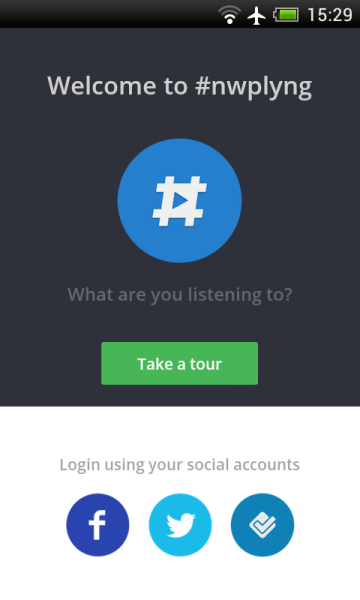 15:29
Welcome to #nwplyng
What are you listening to?
Take a tour
Login using your social accounts